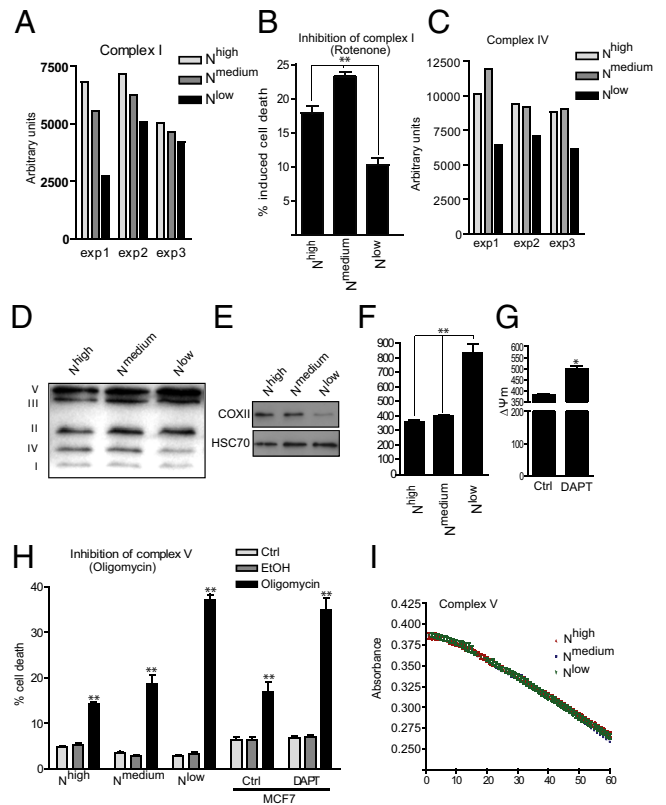 A
Complex I
N^high
N^medium
N^low
7500
5000
2500
0
Arbitrary units
exp1 exp2 exp3
B
Inhibition of complex I
(Rotenone)
**
25
20
15
10
5
0
% induced cell death
N^high
N^medium
N^low
C
Complex IV
N^high
N^medium
N^low
12500
10000
7500
5000
2500
0
Arbitrary units
exp1 exp2 exp3
D
N^high N^medium N^low
V
III
II
IV
I
E
N^high N^medium N^low
COXII
HSC70
F
**
900
800
700
600
500
400
300
200
100
0
N^high
N^medium
N^low
G
*
550
500
450
400
350
200
100
0
ΔΨm
Ctrl DAPT
H
Inhibition of complex V
(Oligomycin)
Ctrl
EtOH
Oligomycin
40
30
20
10
0
% cell death
** ** ** ** **
N^high N^medium N^low Ctrl DAPT
MCF7
I
Complex V
N^high
N^medium
N^low
0.425
0.400
0.375
0.350
0.325
0.300
0.275
0.250
Absorbance
0 10 20 30 40 50 60